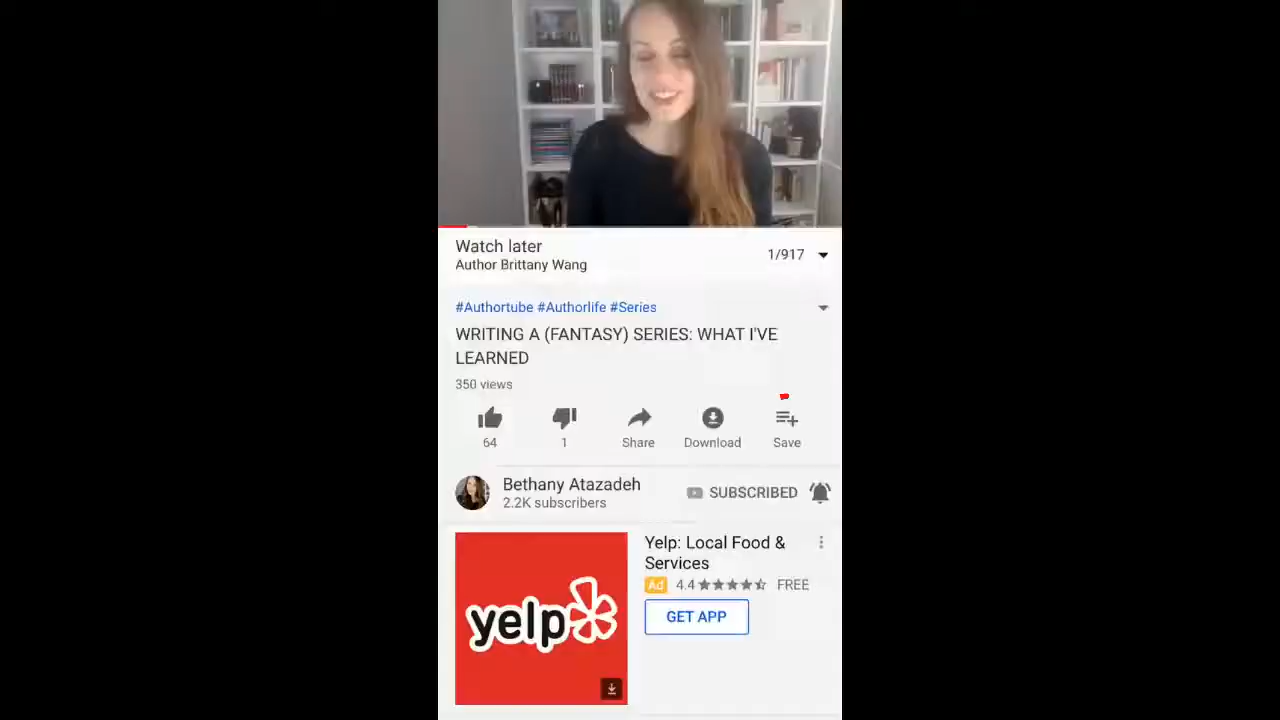 Watch later
Author Brittany Wang
1/917
#Authortube #Authorlife #Series
WRITING A (FANTASY) SERIES: WHAT I'VE
LEARNED
350 views
64
1
Share
Download
Save
Bethany Atazadeh
2.2K subscribers
SUBSCRIBED
yelp
Yelp: Local Food &
Services
Ad 4.4 FREE
GET APP